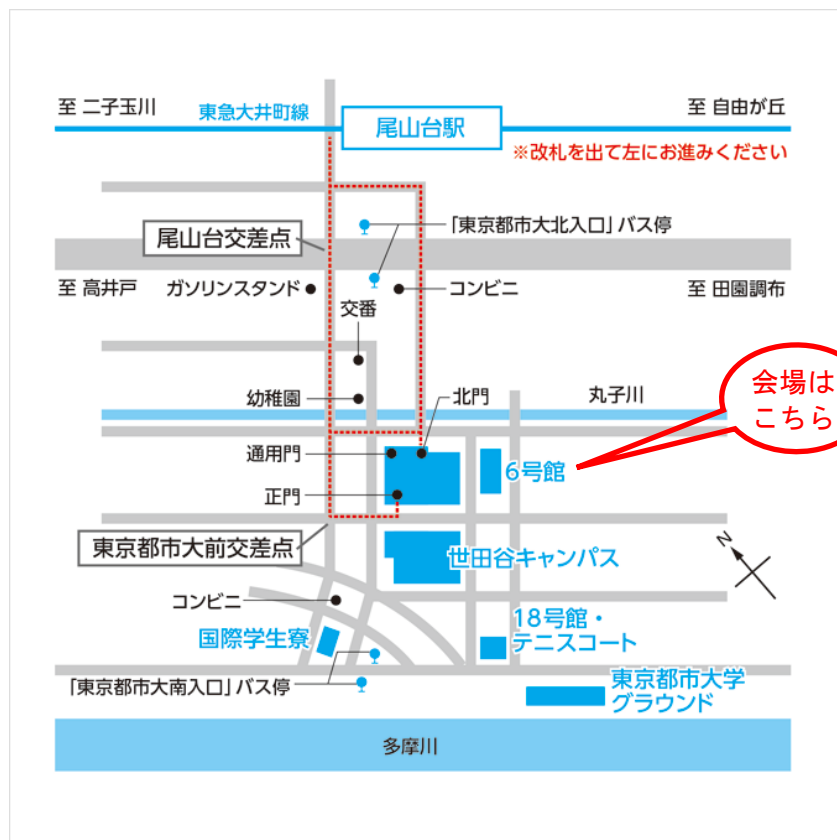 至 二子玉川
東急大井町線
尾山台駅
至 自由が丘
※改札を出て左にお進みください
「東京都市大北入口」バス停
尾山台交差点
至 高井戸
ガソリンスタンド
コンビニ
至 田園調布
交番
幼稚園
北門
丸子川
会場は
こちら
通用門
6号館
正門
東京都市大前交差点
世田谷キャンパス
N
コンビニ
国際学生寮
18号館・
テニスコート
「東京都市大南入口」バス停
東京都市大学
グラウンド
多摩川